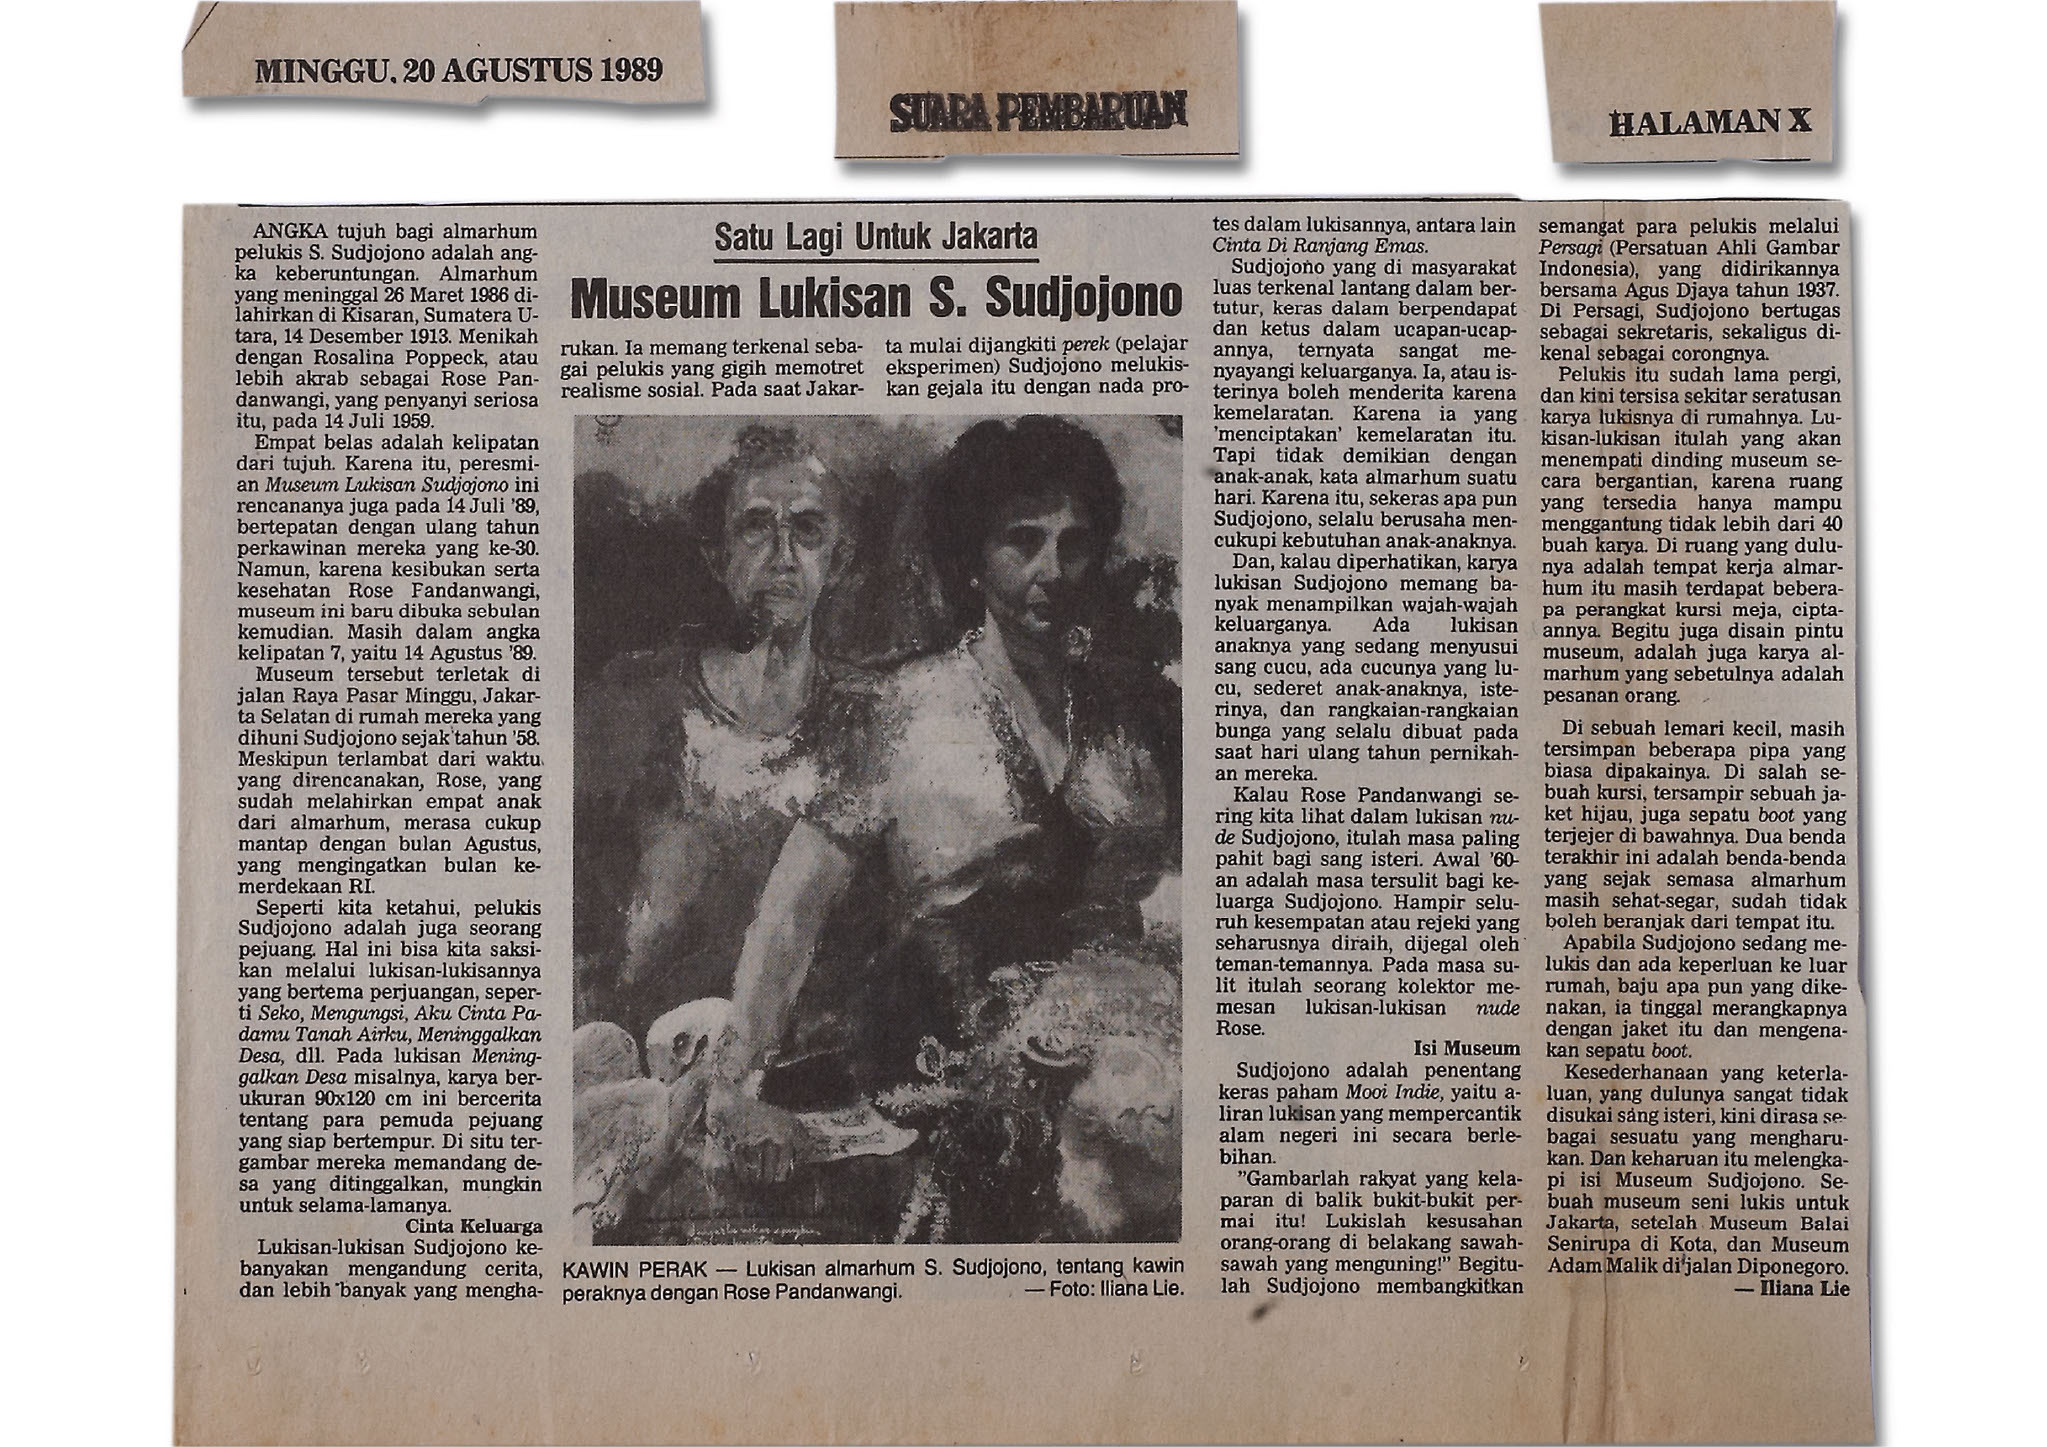 MINGGU, 20 AGUSTUS 1989
SUARA PEMBARUAN
HALAMAN X
Satu Lagi Untuk Jakarta
Museum Lukisan S. Sudjojono
ANGKA tujuh bagi almarhum
pelukis S. Sudjojono adalah ang-
ka keberuntungan. Almarhum
yang meninggal 26 Maret 1986 di-
lahirkan di Kisaran, Sumatera U-
tara, 14 Desember 1913. Menikah
dengan Rosalina Poppeck, atau
lebih akrab sebagai Rose Pan-
danwangi, yang penyanyi seriosa
itu, pada 14 Juli 1959.
Empat belas adalah kelipatan
dari tujuh. Karena itu, peresmi-
an Museum Lukisan Sudjojono ini
rencananya juga pada 14 Juli '89,
bertepatan dengan ulang tahun
perkawinan mereka yang ke-30.
Namun, karena kesibukan serta
kesehatan Rose Fandanwangi,
museum ini baru dibuka sebulan
kemudian. Masih dalam angka
kelipatan 7, yaitu 14 Agustus '89.
Museum tersebut terletak di
jalan Raya Pasar Minggu, Jakar-
ta Selatan di rumah mereka yang
dihuni Sudjojono sejak tahun '58.
Meskipun terlambat dari waktu
yang direncanakan, Rose, yang
sudah melahirkan empat anak
dari almarhum, merasa cukup
mantap dengan bulan Agustus,
yang mengingatkan bulan ke-
merdekaan RI.
Seperti kita ketahui, pelukis
Sudjojono adalah juga seorang
pejuang. Hal ini bisa kita saksi-
kan melalui lukisan-lukisannya
yang bertema perjuangan, seper-
ti Seko, Mengungsi, Aku Cinta Pa-
damu Tanah Airku, Meninggalkan
Desa, dll. Pada lukisan Mening-
galkan Desa misalnya, karya ber-
ukuran 90x120 cm ini bercerita
tentang para pemuda pejuang
yang siap bertempur. Di situ ter-
gambar mereka memandang de-
sa yang ditinggalkan, mungkin
untuk selama-lamanya.
Cinta Keluarga
Lukisan-lukisan Sudjojono ke-
banyakan mengandung cerita,
dan lebih banyak yang mengha-
rukan. Ia memang terkenal seba-
gai pelukis yang gigih memotret
realisme sosial. Pada saat Jakar-
ta mulai dijangkiti perek (pelajar
eksperimen) Sudjojono melukis-
kan gejala itu dengan nada pro-
KAWIN PERAK — Lukisan almarhum S. Sudjojono, tentang kawin
peraknya dengan Rose Pandanwangi. — Foto: Iliana Lie.
tes dalam lukisannya, antara lain
Cinta Di Ranjang Emas.
Sudjojono yang di masyarakat
luas terkenal lantang dalam ber-
tutur, keras dalam berpendapat
dan ketus dalam ucapan-ucap-
annya, ternyata sangat me-
nyayangi keluarganya. Ia, atau is-
terinya boleh menderita karena
kemelaratan. Karena ia yang
'menciptakan' kemelaratan itu.
Tapi tidak demikian dengan
anak-anak, kata almarhum suatu
hari. Karena itu, sekeras apa pun
Sudjojono, selalu berusaha men-
cukupi kebutuhan anak-anaknya.
Dan, kalau diperhatikan, karya
lukisan Sudjojono memang ba-
nyak menampilkan wajah-wajah
keluarganya. Ada lukisan
anaknya yang sedang menyusui
sang cucu, ada cucunya yang lu-
cu, sederet anak-anaknya, iste-
rinya, dan rangkaian-rangkaian
bunga yang selalu dibuat pada
saat hari ulang tahun pernikah-
an mereka.
Kalau Rose Pandanwangi se-
ring kita lihat dalam lukisan nu-
de Sudjojono, itulah masa paling
pahit bagi sang isteri. Awal '60-
an adalah masa tersulit bagi ke-
luarga Sudjojono. Hampir selu-
ruh kesempatan atau rejeki yang
seharusnya diraih, dijegal oleh
teman-temannya. Pada masa su-
lit itulah seorang kolektor me-
mesan lukisan-lukisan nude
Rose.
Isi Museum
Sudjojono adalah penentang
keras paham Mooi Indie, yaitu a-
liran lukisan yang mempercantik
alam negeri ini secara berle-
bihan.
"Gambarlah rakyat yang kela-
paran di balik bukit-bukit per-
mai itu! Lukislah kesusahan
orang-orang di belakang sawah-
sawah yang menguning!" Begitu-
lah Sudjojono membangkitkan
semangat para pelukis melalui
Persagi (Persatuan Ahli Gambar
Indonesia), yang didirikannya
bersama Agus Djaya tahun 1937.
Di Persagi, Sudjojono bertugas
sebagai sekretaris, sekaligus di-
kenal sebagai corongnya.
Pelukis itu sudah lama pergi,
dan kini tersisa sekitar seratusan
karya lukisnya di rumahnya. Lu-
kisan-lukisan itulah yang akan
menempati dinding museum se-
cara bergantian, karena ruang
yang tersedia hanya mampu
menggantung tidak lebih dari 40
buah karya. Di ruang yang dulu-
nya adalah tempat kerja almar-
hum itu masih terdapat bebera-
pa perangkat kursi meja, cipta-
annya. Begitu juga disain pintu
museum, adalah juga karya al-
marhum yang sebetulnya adalah
pesanan orang.
Di sebuah lemari kecil, masih
tersimpan beberapa pipa yang
biasa dipakainya. Di salah se-
buah kursi, tersampir sebuah ja-
ket hijau, juga sepatu boot yang
terjejer di bawahnya. Dua benda
terakhir ini adalah benda-benda
yang sejak semasa almarhum
masih sehat-segar, sudah tidak
boleh beranjak dari tempat itu.
Apabila Sudjojono sedang me-
lukis dan ada keperluan ke luar
rumah, baju apa pun yang dike-
nakan, ia tinggal merangkapnya
dengan jaket itu dan mengena-
kan sepatu boot.
Kesederhanaan yang keterla-
luan, yang dulunya sangat tidak
disukai sang isteri, kini dirasa se-
bagai sesuatu yang mengharu-
kan. Dan keharuan itu melengka-
pi isi Museum Sudjojono. Se-
buah museum seni lukis untuk
Jakarta, setelah Museum Balai
Senirupa di Kota, dan Museum
Adam Malik di jalan Diponegoro.
— Iliana Lie